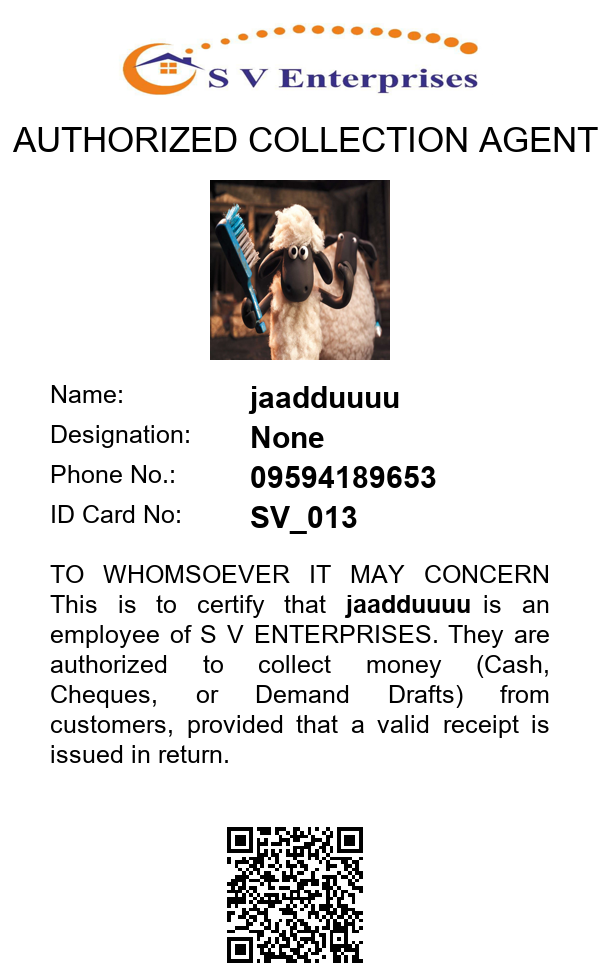 S V Enterprises
AUTHORIZED COLLECTION AGENT
Name: jaadduuuu
Designation: None
Phone No.: 09594189653
ID Card No: SV_013
TO WHOMSOEVER IT MAY CONCERN
This is to certify that jaadduuuu is an
employee of S V ENTERPRISES. They are
authorized to collect money (Cash,
Cheques, or Demand Drafts) from
customers, provided that a valid receipt is
issued in return.